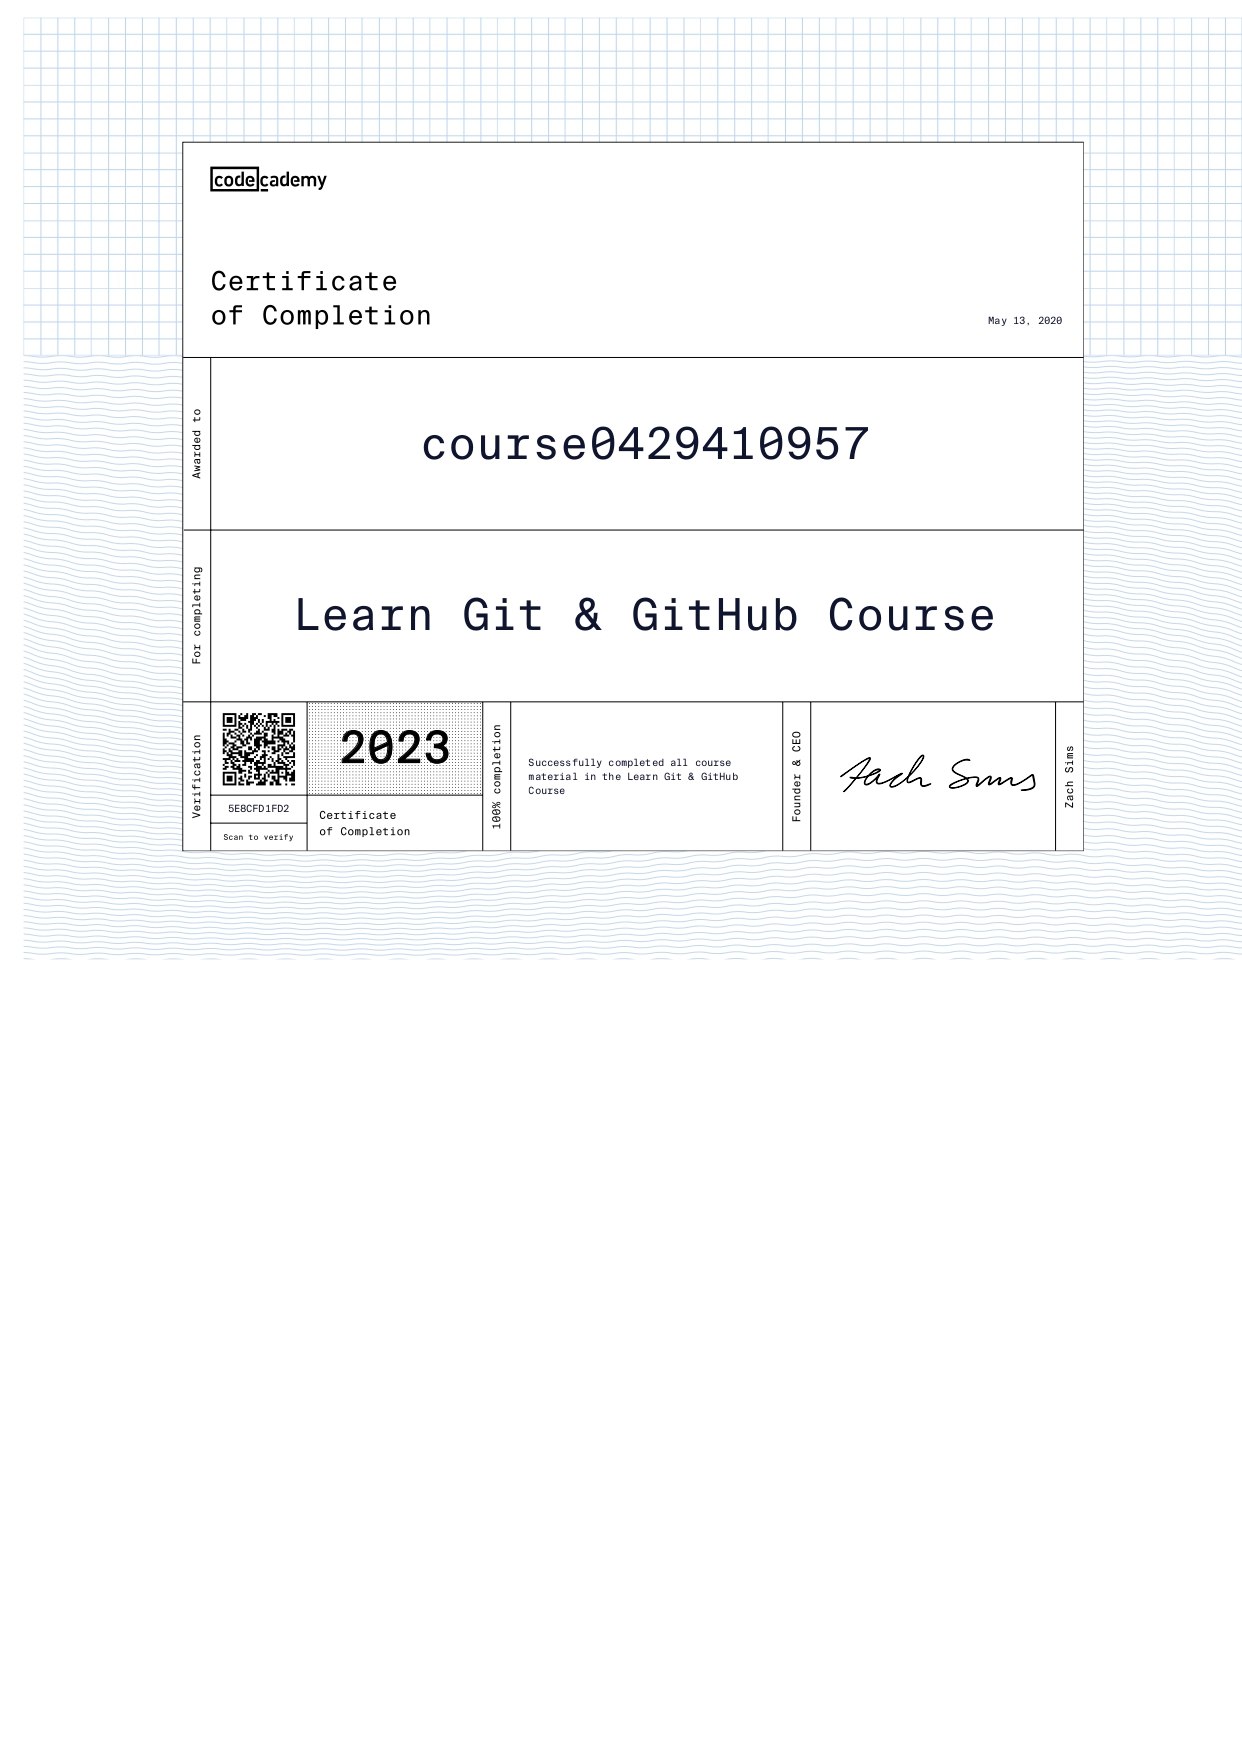 codecademy
Certificate
of Completion
May 13, 2020
Awarded to
course0429410957
For completing
Learn Git & GitHub Course
Verification
5E8CFD1FD2
Scan to verify
2023
Certificate
of Completion
100% completion
Successfully completed all course
material in the Learn Git & GitHub
Course
Founder & CEO
Zach Sims
Zach Sims